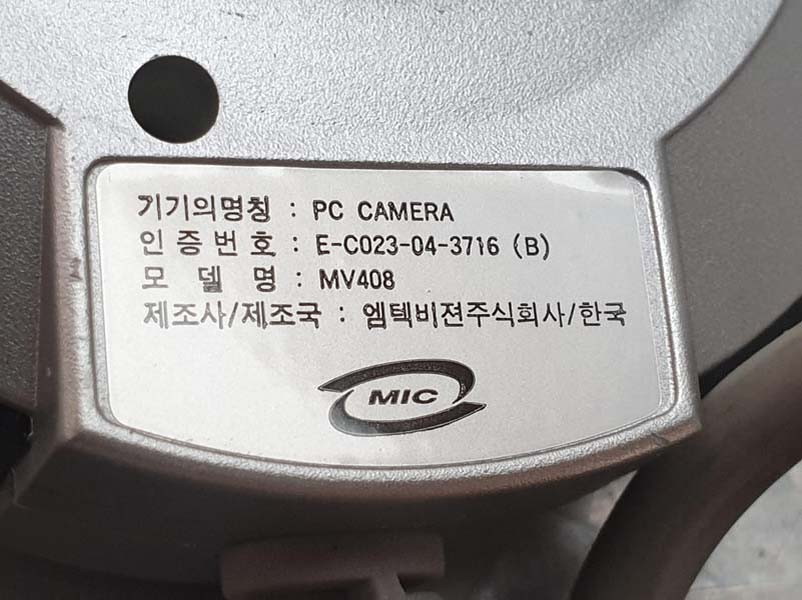 기기의명칭 : PC CAMERA
인증번호 : E-C023-04-3716 (B)
모 델 명 : MV408
제조사/제조국 : 엠텍비젼주식회사/한국
MIC